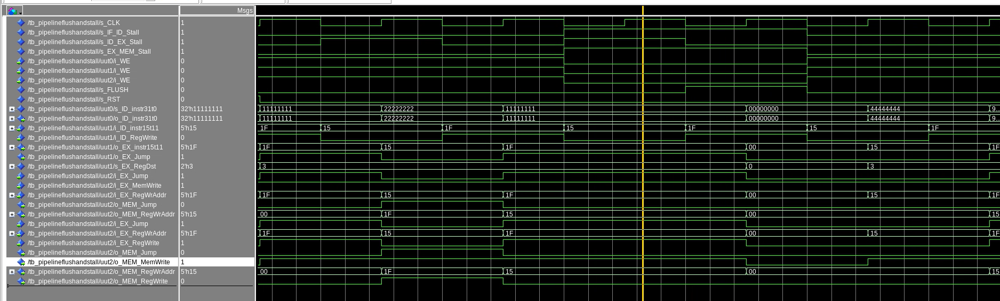 Msgs
/tb_pipelineflushandstall/s_CLK 1
/tb_pipelineflushandstall/s_IF_ID_Stall 1
/tb_pipelineflushandstall/s_ID_EX_Stall 1
/tb_pipelineflushandstall/s_EX_MEM_Stall 1
/tb_pipelineflushandstall/uut0/i_WE 0
/tb_pipelineflushandstall/uut1/i_WE 0
/tb_pipelineflushandstall/uut2/i_WE 0
/tb_pipelineflushandstall/s_FLUSH 0
/tb_pipelineflushandstall/s_RST 0
/tb_pipelineflushandstall/uut0/s_ID_instr31t0 32'h11111111 11111111 22222222 11111111 00000000 44444444 9...
/tb_pipelineflushandstall/uut0/o_ID_instr31t0 32'h11111111 11111111 22222222 11111111 00000000 44444444 9...
/tb_pipelineflushandstall/uut1/i_ID_instr15t11 5'h15 1F 15 1F 15 1F 15 1F
/tb_pipelineflushandstall/uut1/i_ID_RegWrite 0
/tb_pipelineflushandstall/uut1/o_EX_instr15t11 5'h1F 1F 15 1F 00 15 1F
/tb_pipelineflushandstall/uut1/o_EX_Jump 1
/tb_pipelineflushandstall/uut1/s_EX_RegDst 2'h3 3 0 3
/tb_pipelineflushandstall/uut2/i_EX_Jump 1
/tb_pipelineflushandstall/uut2/i_EX_MemWrite 1
/tb_pipelineflushandstall/uut2/i_EX_RegWrAddr 5'h1F 1F 15 1F 00 15 1F
/tb_pipelineflushandstall/uut2/o_MEM_Jump 0
/tb_pipelineflushandstall/uut2/o_MEM_RegWrAddr 5'h15 00 1F 15 00 15
/tb_pipelineflushandstall/uut2/i_EX_Jump 1
/tb_pipelineflushandstall/uut2/i_EX_RegWrAddr 5'h1F 1F 15 1F 00 15 1F
/tb_pipelineflushandstall/uut2/i_EX_RegWrite 1
/tb_pipelineflushandstall/uut2/o_MEM_Jump 0
/tb_pipelineflushandstall/uut2/o_MEM_MemWrite 1
/tb_pipelineflushandstall/uut2/o_MEM_RegWrAddr 5'h15 00 1F 15 00 15
/tb_pipelineflushandstall/uut2/o_MEM_RegWrite 0